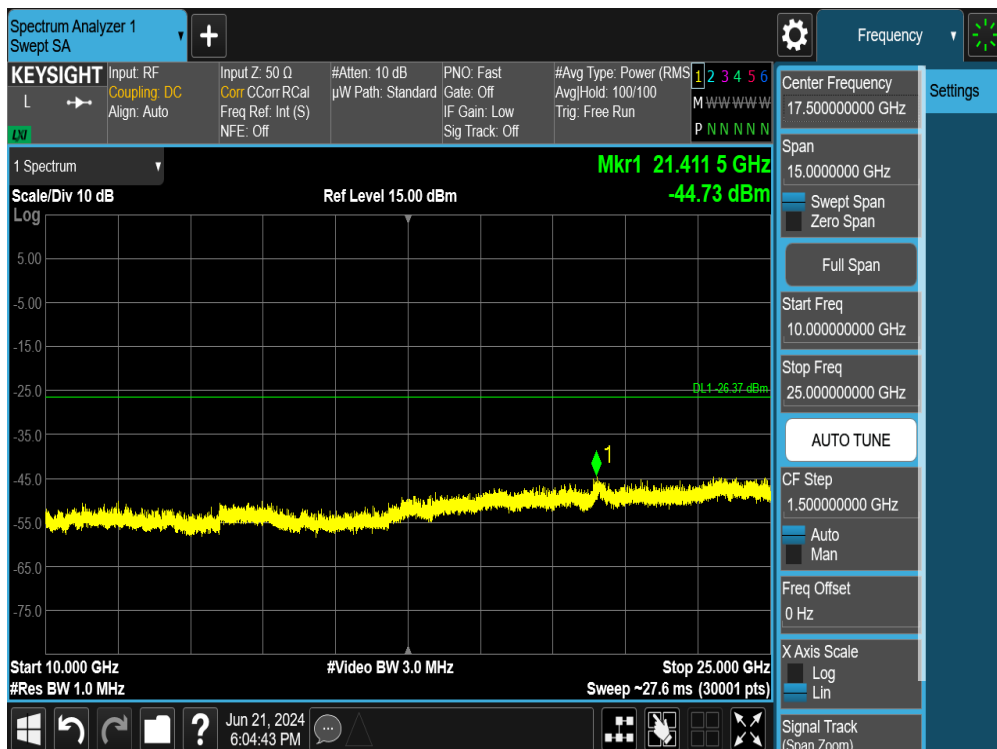 Spectrum Analyzer 1
Swept SA
+
Frequency
KEYSIGHT
L
LXI
Input: RF
Coupling: DC
Align: Auto
Input Z: 50 Ω
Corr CCorr RCal
Freq Ref: Int (S)
NFE: Off
#Atten: 10 dB
µW Path: Standard
PNO: Fast
Gate: Off
IF Gain: Low
Sig Track: Off
#Avg Type: Power (RMS
Avg|Hold: 100/100
Trig: Free Run
1 2 3 4 5 6
M W W W W W W
P N N N N N
1 Spectrum
Mkr1 21.411 5 GHz
-44.73 dBm
Scale/Div 10 dB
Ref Level 15.00 dBm
Log
5.00
-5.00
-15.0
-25.0
DL1 -26.37 dBm
-35.0
1
-45.0
-55.0
-65.0
-75.0
Start 10.000 GHz
#Video BW 3.0 MHz
Stop 25.000 GHz
#Res BW 1.0 MHz
Sweep ~27.6 ms (30001 pts)
Center Frequency
17.500000000 GHz
Span
15.0000000 GHz
Swept Span
Zero Span
Full Span
Start Freq
10.000000000 GHz
Stop Freq
25.000000000 GHz
AUTO TUNE
CF Step
1.500000000 GHz
Auto
Man
Freq Offset
0 Hz
X Axis Scale
Log
Lin
Signal Track
(Span Zoom)
Settings
?
Jun 21, 2024
6:04:43 PM